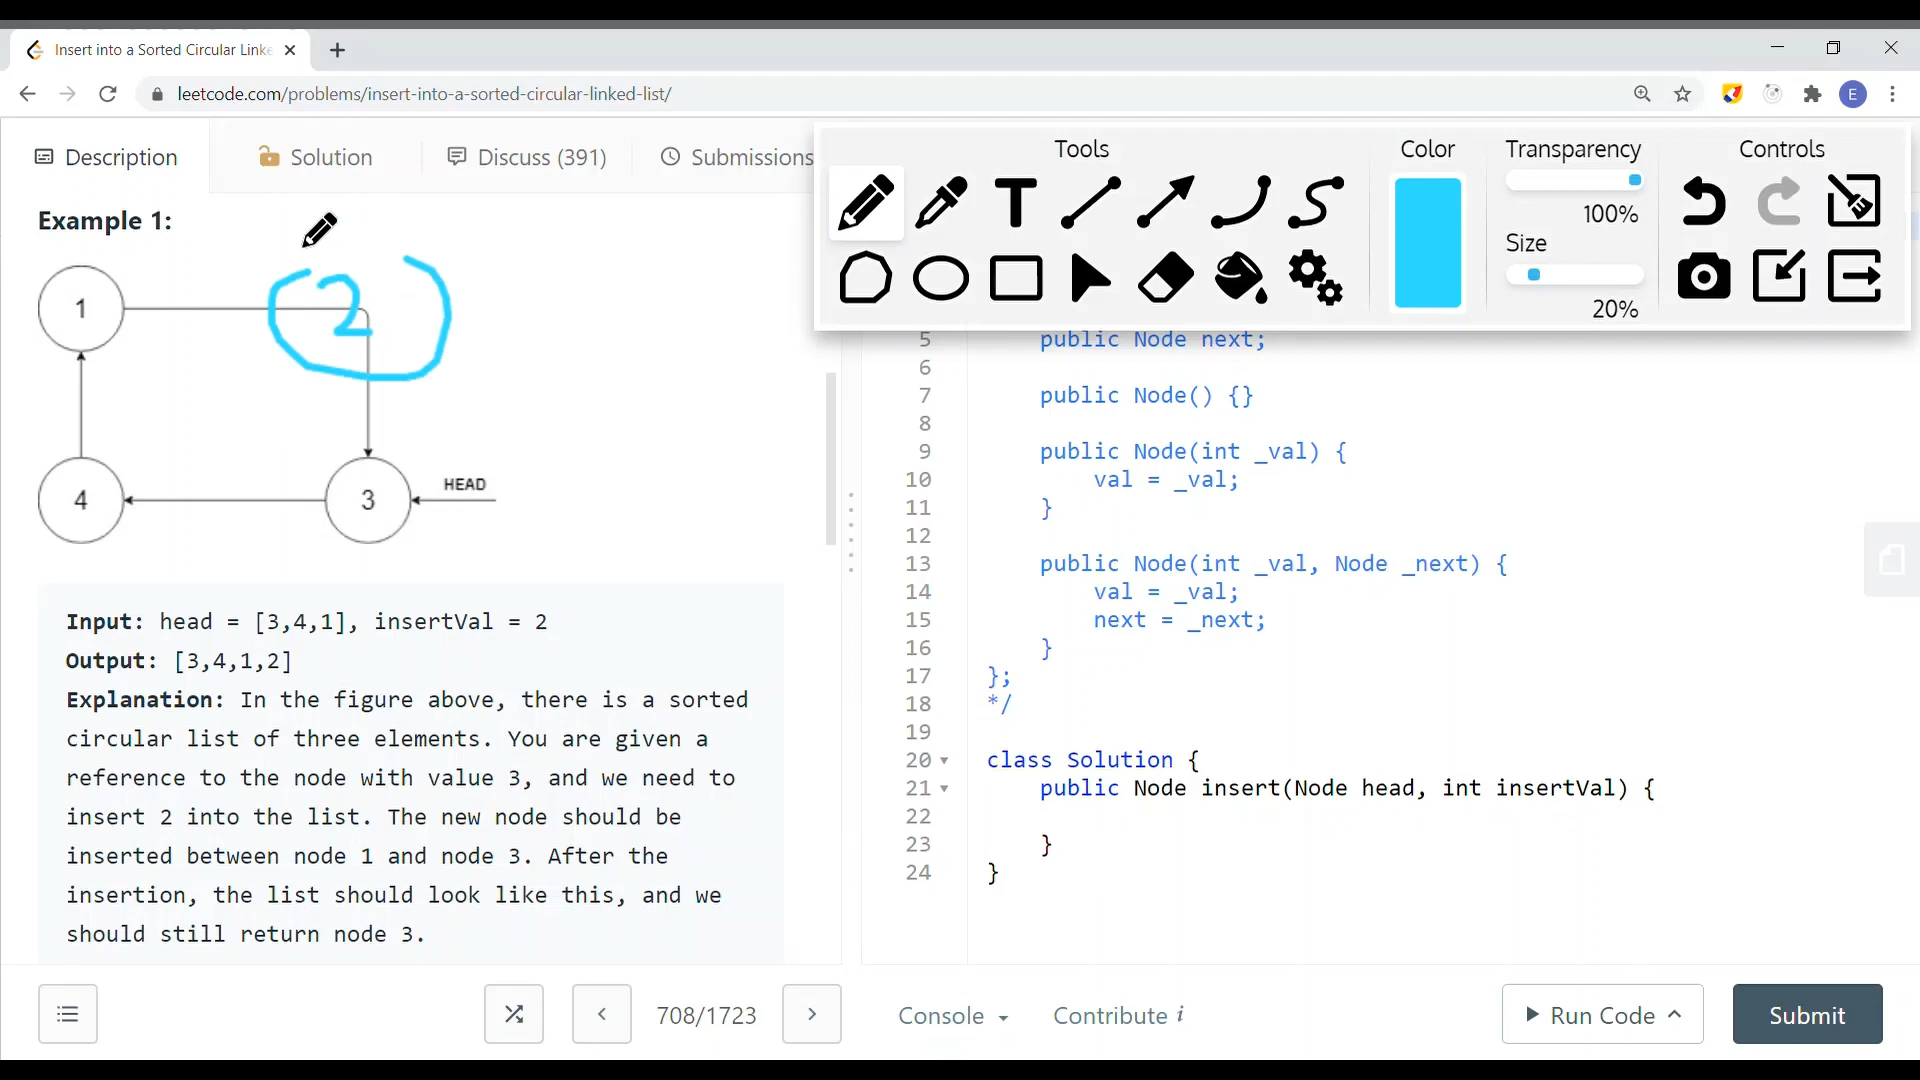 Insert into a Sorted Circular Linke
leetcode.com/problems/insert-into-a-sorted-circular-linked-list/
E
Description
Solution
Discuss (391)
Submissions
Tools
Color
Transparency
100%
Size
20%
Controls
T
Example 1:
1
2
4
3
HEAD
Input: head = [3,4,1], insertVal = 2
Output: [3,4,1,2]
Explanation: In the figure above, there is a sorted
circular list of three elements. You are given a
reference to the node with value 3, and we need to
insert 2 into the list. The new node should be
inserted between node 1 and node 3. After the
insertion, the list should look like this, and we
should still return node 3.
5 public Node next;
6
7 public Node() {}
8
9 public Node(int _val) {
10 val = _val;
11 }
12
13 public Node(int _val, Node _next) {
14 val = _val;
15 next = _next;
16 }
17 };
18 */
19
20 class Solution {
21 public Node insert(Node head, int insertVal) {
22
23 }
24 }
708/1723
Console
Contribute i
Run Code
Submit